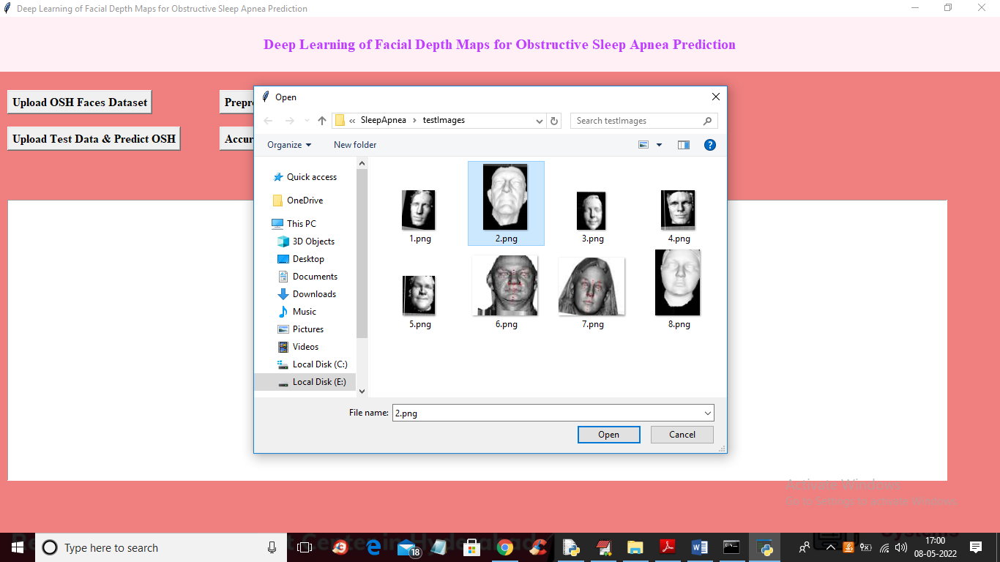 Deep Learning of Facial Depth Maps for Obstructive Sleep Apnea Prediction
Deep Learning of Facial Depth Maps for Obstructive Sleep Apnea Prediction
Upload OSH Faces Dataset
Prepr
Upload Test Data & Predict OSH
Accur
Open
« SleepApnea › testImages
Search testImages
Organize
New folder
Quick access
OneDrive
This PC
3D Objects
Desktop
Documents
Downloads
Music
Pictures
Videos
Local Disk (C:)
Local Disk (E:)
1.png
2.png
3.png
4.png
5.png
6.png
7.png
8.png
File name:
2.png
Open
Cancel
Activate Windows
Go to Settings to activate Windows.
Type here to search
18
17:00
08-05-2022